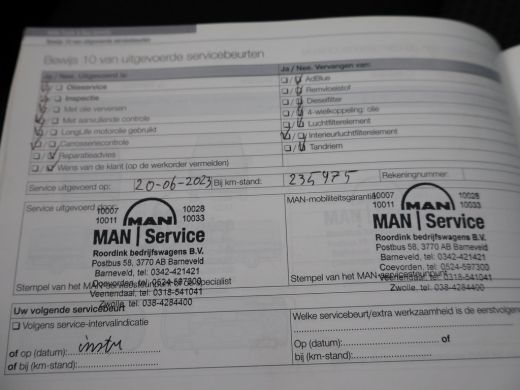 Bewijs 10 van uitgevoerde servicebeurten
Bewijs 10 van uitgevoerde servicebeurten
Ja / Nee. Uitgevoerd is:
Olieservice
Inspectie
Met olie verversen
Met aanvullende controle
LongLife motorolie gebruikt
Carrosseriecontrole
Reparatieadvies
Wens van de klant (op de werkorder vermelden)
Ja / Nee. Vervangen van:
AdBlue
Remvloeistof
Dieselfilter
4-wielkoppeling: olie
Luchtfilterelement
Interieurluchtfilterelement
Tandriem
Service uitgevoerd op: 20-06-2023 Bij km-stand: 234975 Rekeningnummer:
Service uitgevoerd door:
10007 10028
10011 MAN 10033
MAN Service
Roordink bedrijfswagens B.V.
Postbus 58, 3770 AB Barneveld
Barneveld, tel: 0342-421421
Coevorden, tel: 0524-597300
Veenendaal, tel: 0318-541041
Zwolle, tel: 038-4284400
MAN-mobiliteitsgarantie
10007 10028
10011 MAN 10033
MAN Service
Roordink bedrijfswagens B.V.
Postbus 58, 3770 AB Barneveld
Barneveld, tel: 0342-421421
Coevorden, tel: 0524-597300
Veenendaal, tel: 0318-541041
Zwolle, tel: 038-4284400
Stempel van het MAN-servicesteunpunt
Uw volgende servicebeurt
Volgens service-intervalindicatie
of op (datum):
of bij (km-stand):
Welke servicebeurt/extra werkzaamheid is de eerstvolgende
Op (datum): of
bij (km-stand):